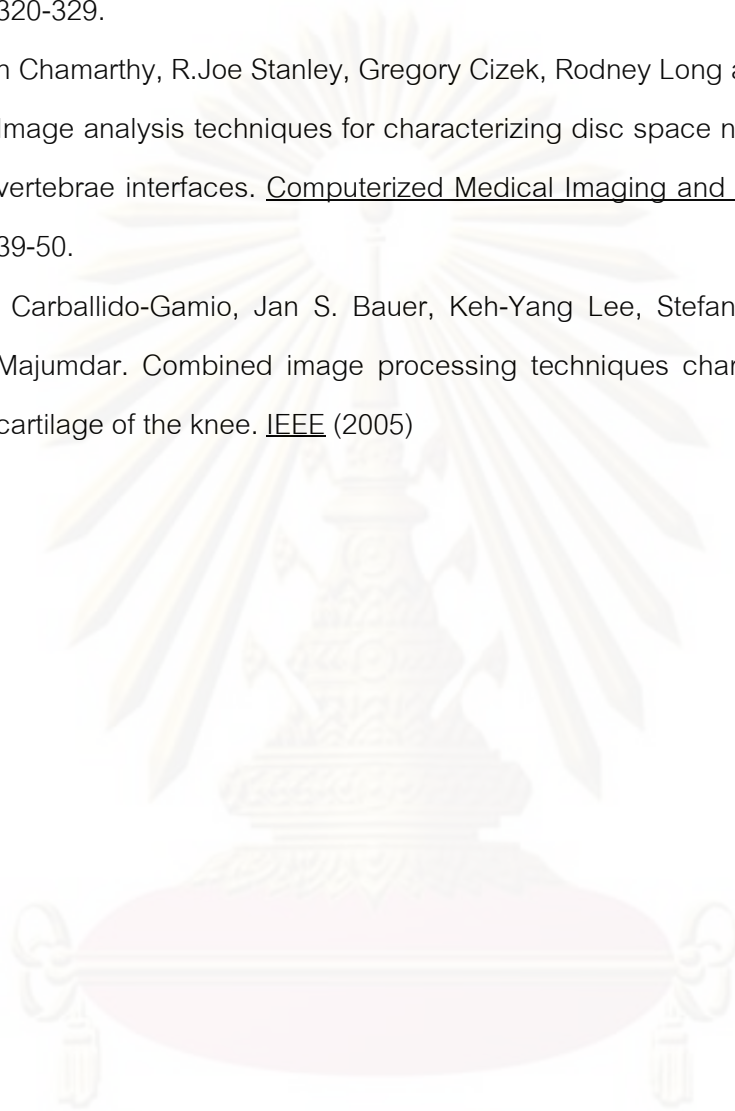 320-329.
n Chamarthy, R.Joe Stanley, Gregory Cizek, Rodney Long a
Image analysis techniques for characterizing disc space n
vertebrae interfaces. Computerized Medical Imaging and
39-50.
Carballido-Gamio, Jan S. Bauer, Keh-Yang Lee, Stefan
Majumdar. Combined image processing techniques char
cartilage of the knee. IEEE (2005)